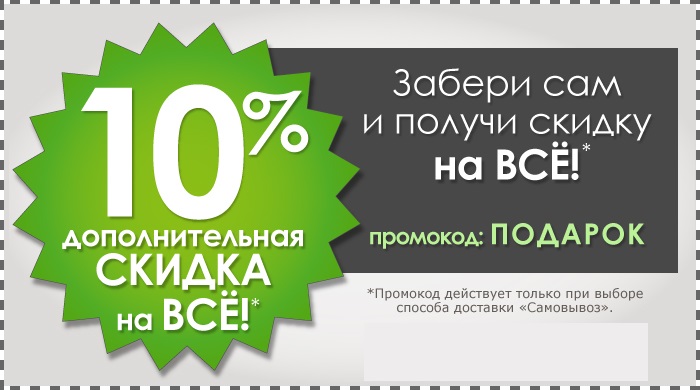 10%
дополнительная
СКИДКА
на ВСЁ!*
Забери сам
и получи скидку
на ВСЁ!*
промокод: ПОДАРОК
*Промокод действует только при выборе
способа доставки «Самовывоз».